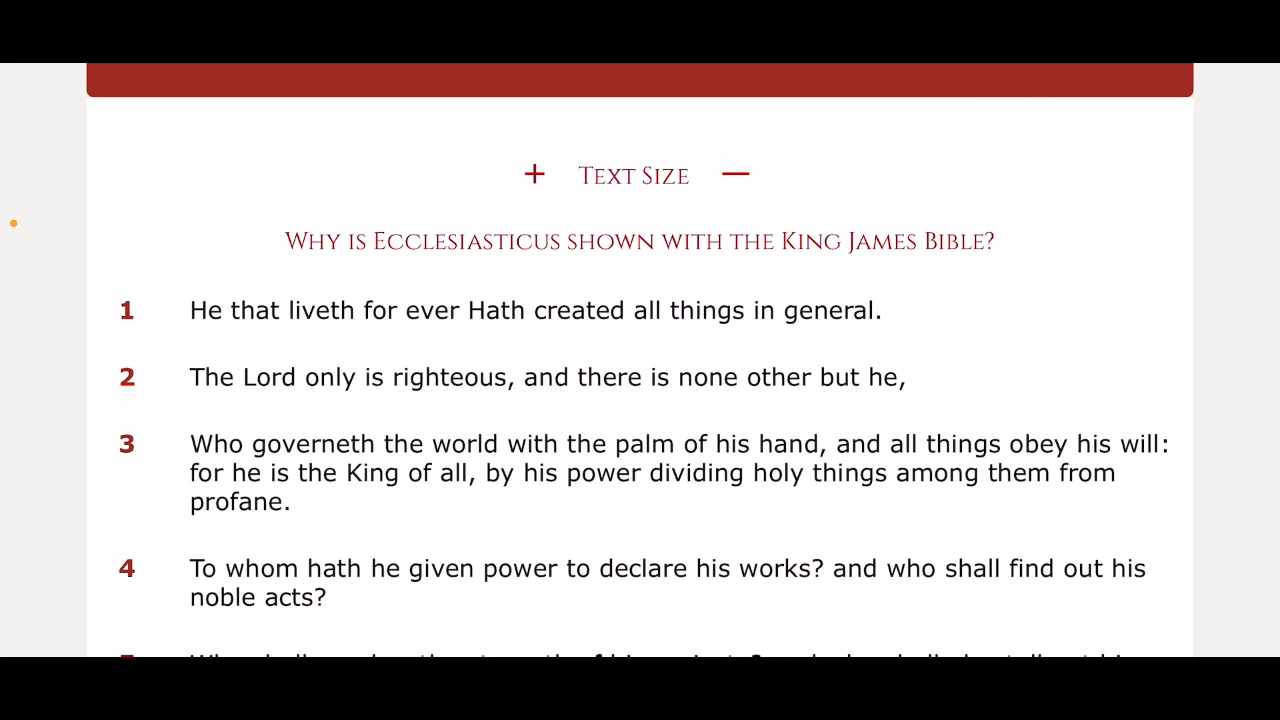 + Text Size —
Why is Ecclesiasticus shown with the King James Bible?
1 He that liveth for ever Hath created all things in general.
2 The Lord only is righteous, and there is none other but he,
3 Who governeth the world with the palm of his hand, and all things obey his will:
for he is the King of all, by his power dividing holy things among them from
profane.
4 To whom hath he given power to declare his works? and who shall find out his
noble acts?